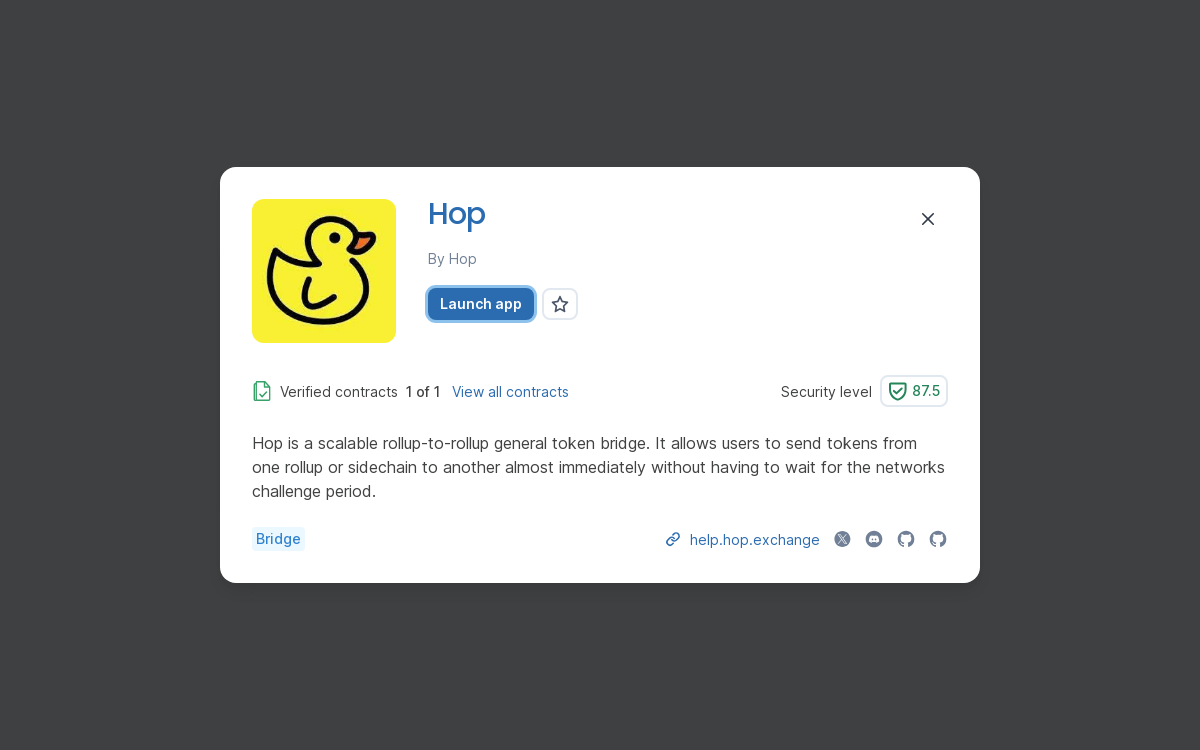 Hop
By Hop
Launch app
Verified contracts 1 of 1 View all contracts
Security level 87.5
Hop is a scalable rollup-to-rollup general token bridge. It allows users to send tokens from
one rollup or sidechain to another almost immediately without having to wait for the networks
challenge period.
Bridge
help.hop.exchange